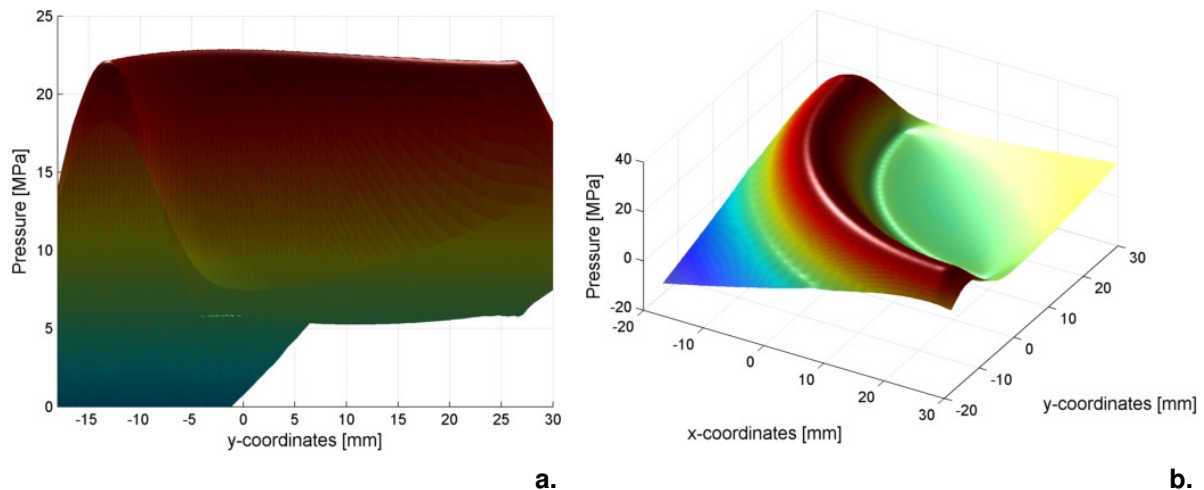 25
20
15
10
5
0
Pressure [MPa]
-15 -10 -5 0 5 10 15 20 25 30
y-coordinates [mm]
a.
40
20
0
-20
Pressure [MPa]
-20 -10 0 10 20 30
x-coordinates [mm]
-20 -10 0 10 20 30
y-coordinates [mm]
b.